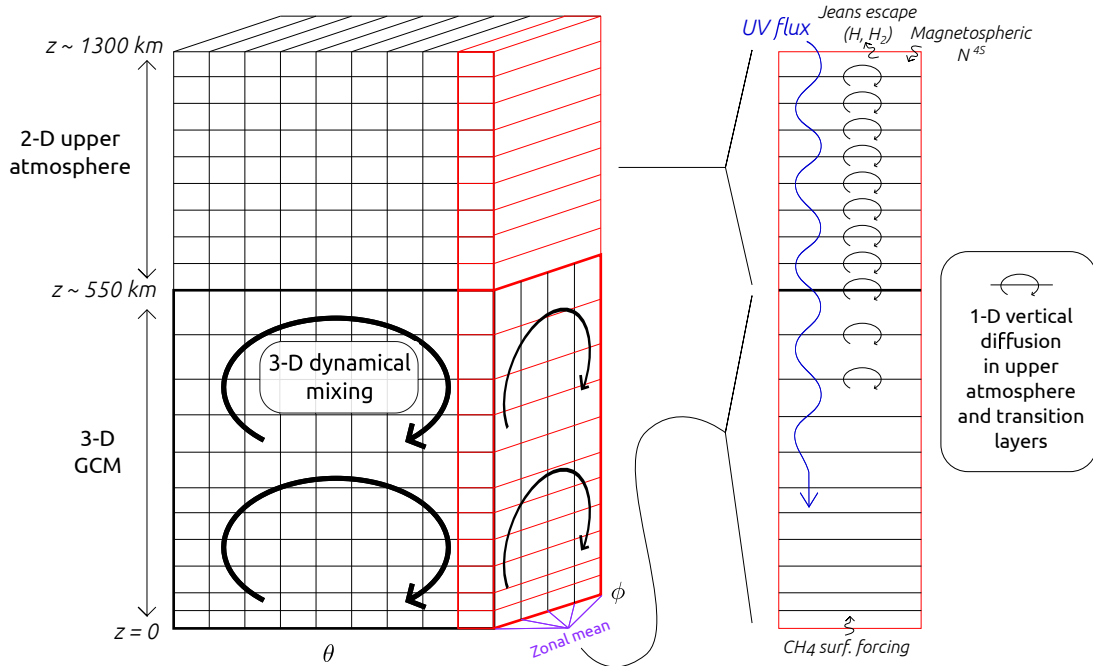 z ~ 1300 km
2-D upper
atmosphere
z ~ 550 km
3-D dynamical
mixing
3-D
GCM
z = 0
θ
ϕ
Zonal mean
UV flux
Jeans escape
(H, H₂)
Magnetospheric
N ⁴ˢ
CH₄ surf. forcing
1-D vertical
diffusion
in upper
atmosphere
and transition
layers